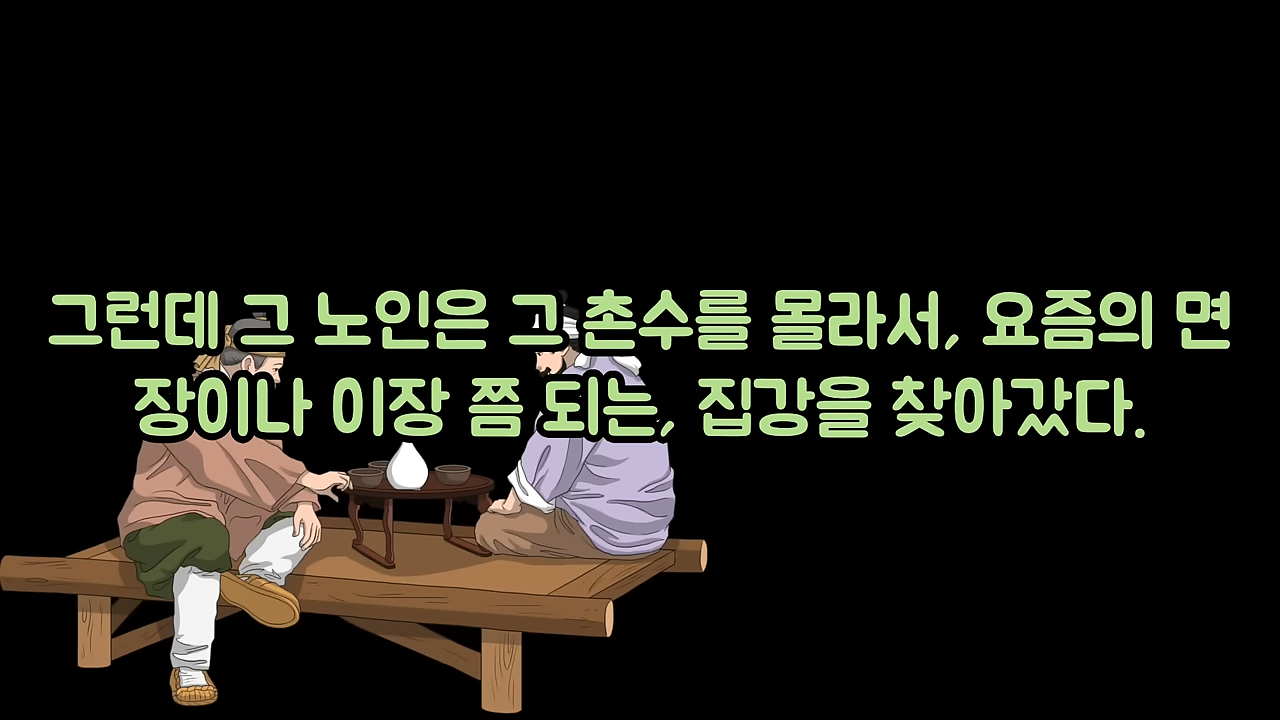 그런데 그 노인은 그 촌수를 몰라서, 요즘의 면
장이나 이장 쯤 되는, 집강을 찾아갔다.